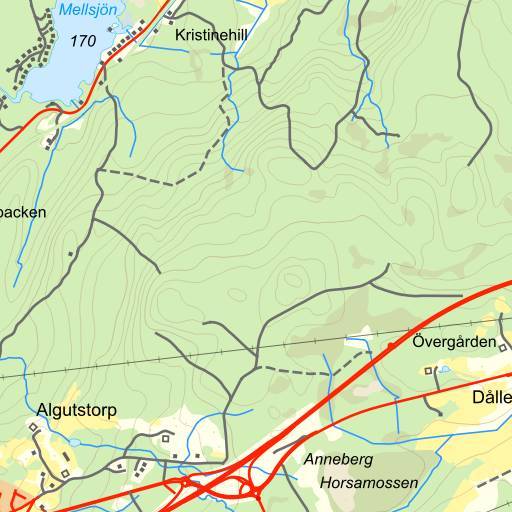 Mellsjön
170
Kristinehill
backen
Övergården
Dålle
Algutstorp
Anneberg
Horsamossen